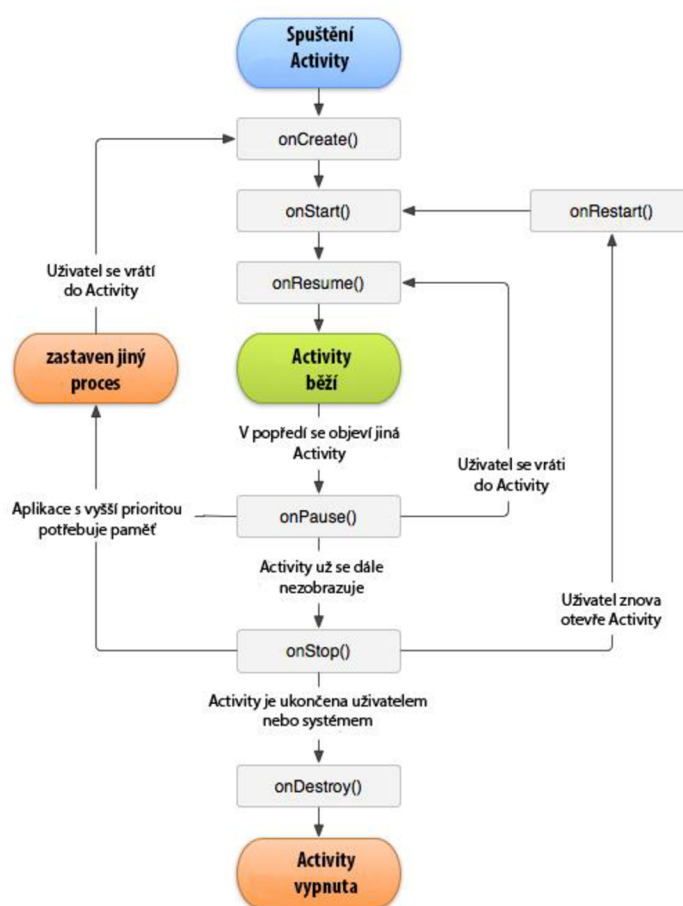 Spuštění
Activity
onCreate()
onStart()
onRestart()
Uživatel se vrátí
do Activity
onResume()
zastaven jiný
proces
Activity
běží
V popředí se objeví jiná
Activity
Uživatel se vráti
do Activity
Aplikace s vyšší prioritou
potřebuje paměť
onPause()
Activity už se dále
nezobrazuje
Uživatel znova
otevře Activity
onStop()
Activity je ukončena uživatelem
nebo systémem
onDestroy()
Activity
vypnuta